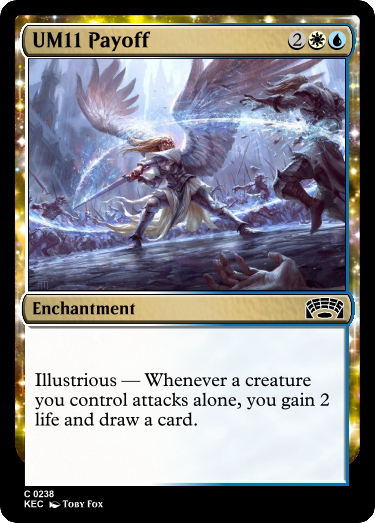 UM11 Payoff 2
Enchantment
Illustrious — Whenever a creature
you control attacks alone, you gain 2
life and draw a card.
C 0238
KEC Toby Fox